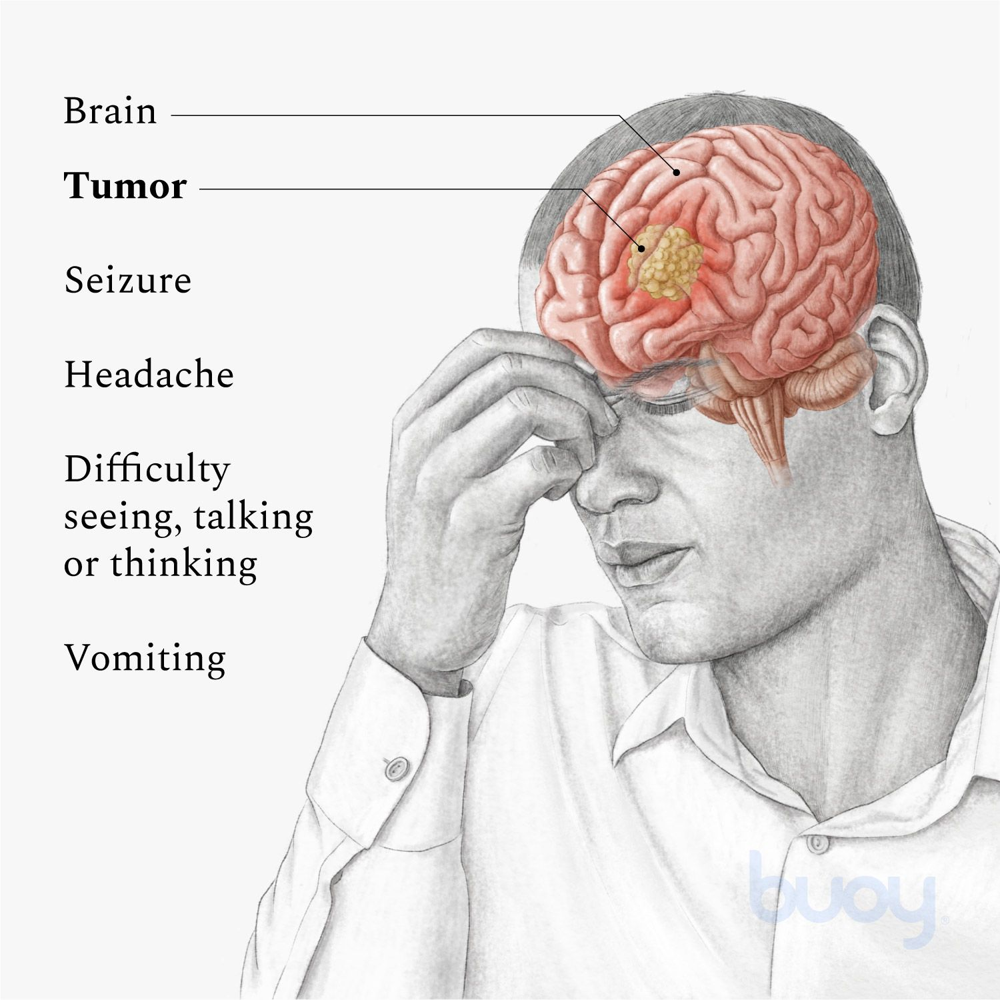 Brain
Tumor
Seizure
Headache
Difficulty
seeing, talking
or thinking
Vomiting
buoy®